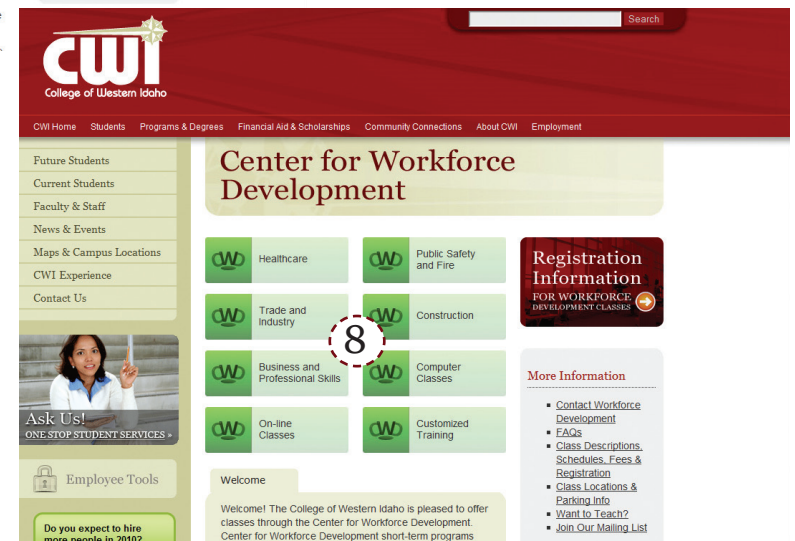 Search
CWI
College of Western Idaho
CWI Home Students Programs & Degrees Financial Aid & Scholarships Community Connections About CWI Employment
Future Students
Current Students
Faculty & Staff
News & Events
Maps & Campus Locations
CWI Experience
Contact Us
Ask Us!
ONE STOP STUDENT SERVICES »
Employee Tools
Do you expect to hire
more people in 2010?
Center for Workforce
Development
Healthcare
Public Safety
and Fire
Trade and
Industry
Construction
8
Business and
Professional Skills
Computer
Classes
On-line
Classes
Customized
Training
Welcome
Welcome! The College of Western Idaho is pleased to offer
classes through the Center for Workforce Development.
Center for Workforce Development short-term programs
Registration
Information
FOR WORKFORCE
DEVELOPMENT CLASSES
More Information
Contact Workforce
Development
FAQs
Class Descriptions,
Schedules, Fees &
Registration
Class Locations &
Parking Info
Want to Teach?
Join Our Mailing List